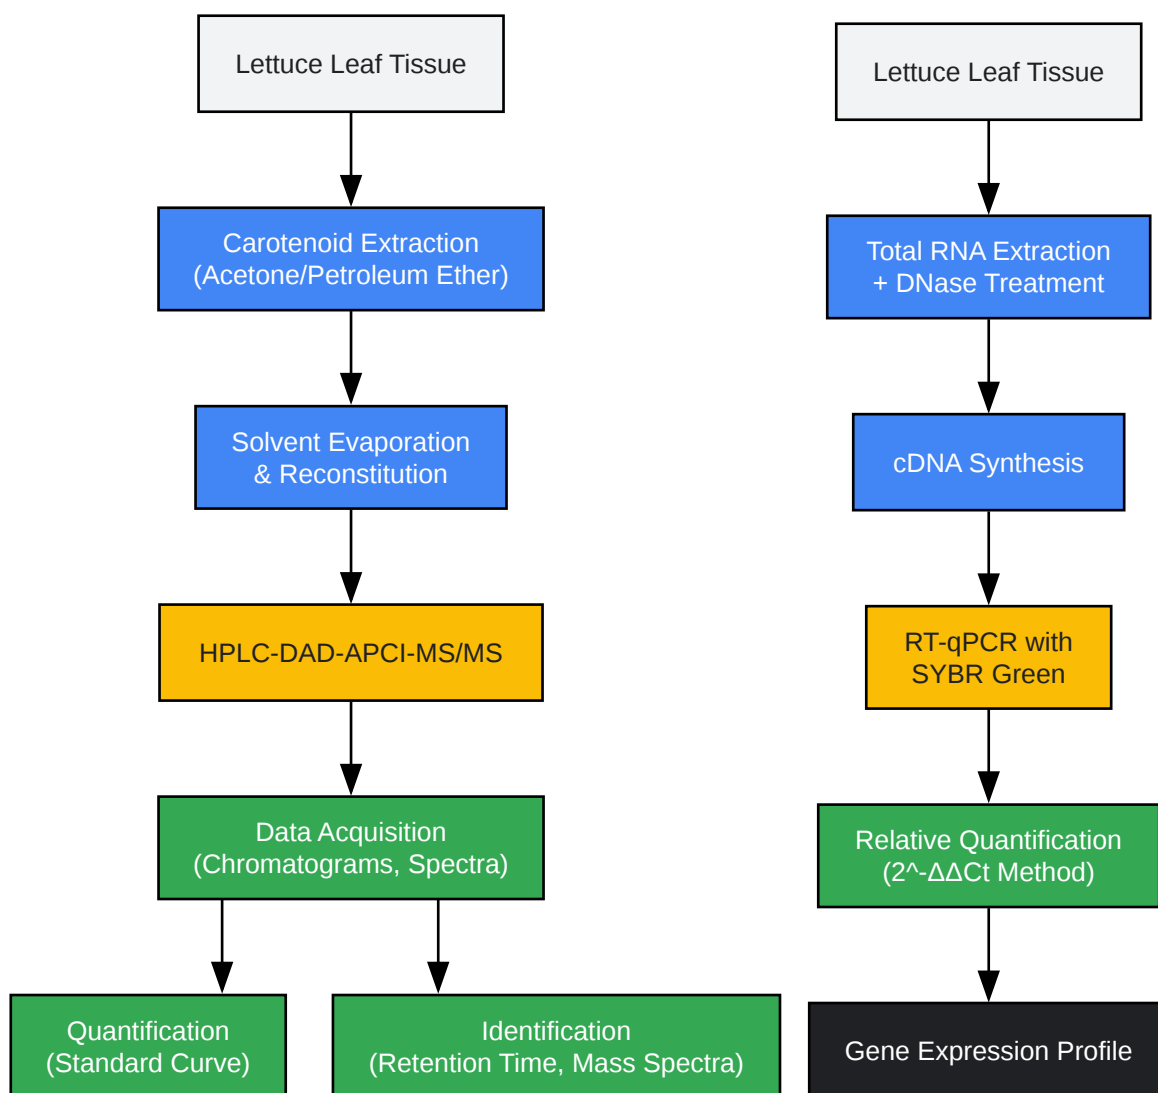 Lettuce Leaf Tissue
Carotenoid Extraction
(Acetone/Petroleum Ether)
Solvent Evaporation
& Reconstitution
HPLC-DAD-APCI-MS/MS
Data Acquisition
(Chromatograms, Spectra)
Quantification
(Standard Curve)
Identification
(Retention Time, Mass Spectra)
Lettuce Leaf Tissue
Total RNA Extraction
+ DNase Treatment
cDNA Synthesis
RT-qPCR with
SYBR Green
Relative Quantification
(2^-ΔΔCt Method)
Gene Expression Profile